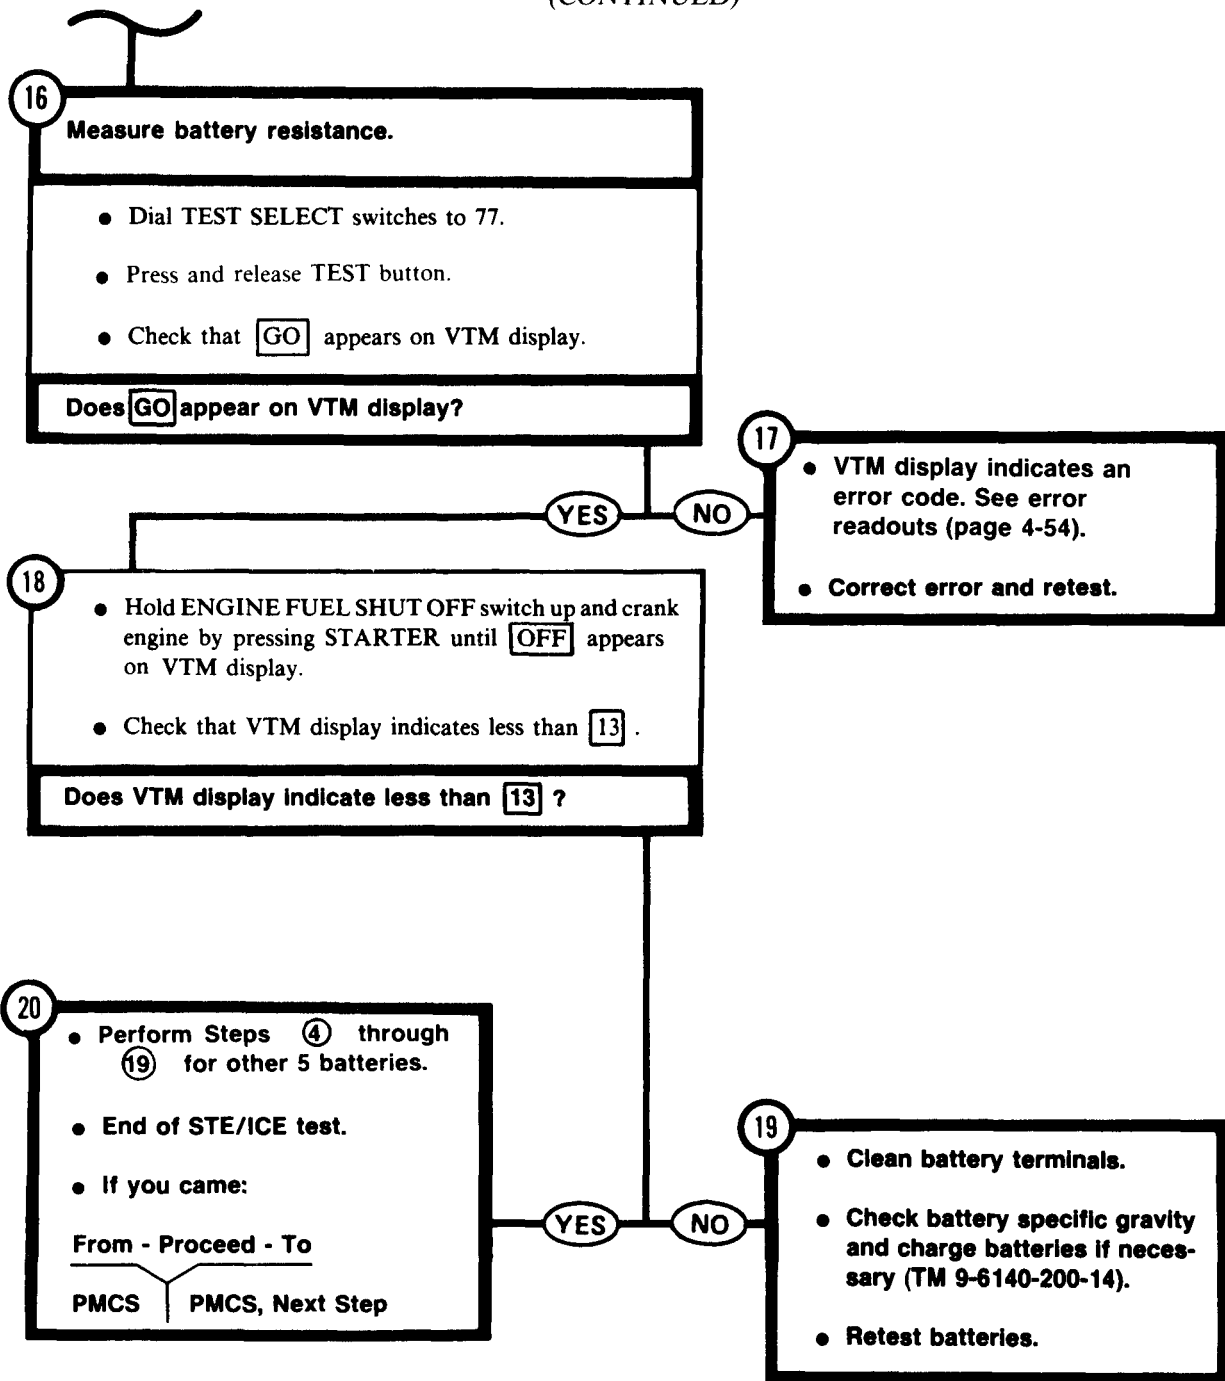 (CONTINUED)
16
Measure battery resistance.
● Dial TEST SELECT switches to 77.
● Press and release TEST button.
● Check that GO appears on VTM display.
Does GO appear on VTM display?
YES
NO
17
● VTM display indicates an
error code. See error
readouts (page 4-54).
● Correct error and retest.
18
● Hold ENGINE FUEL SHUT OFF switch up and crank
engine by pressing STARTER until OFF appears
on VTM display.
● Check that VTM display indicates less than 13 .
Does VTM display indicate less than 13 ?
YES
NO
19
● Clean battery terminals.
● Check battery specific gravity
and charge batteries if neces-
sary (TM 9-6140-200-14).
● Retest batteries.
20
● Perform Steps 4 through
19 for other 5 batteries.
● End of STE/ICE test.
● If you came:
From - Proceed - To
PMCS PMCS, Next Step